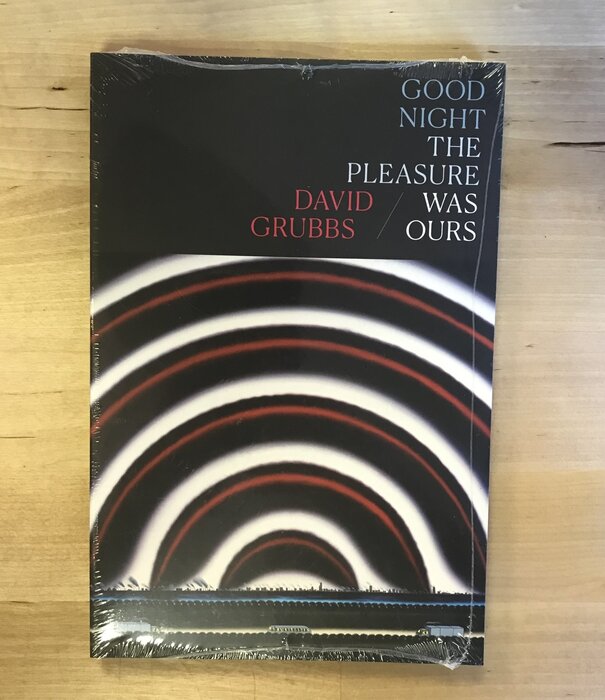 GOOD
NIGHT
THE
PLEASURE
DAVID / WAS
GRUBBS OURS